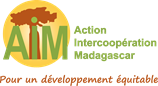 AIM
Action
Intercoopération
Madagascar
Pour un développement équitable